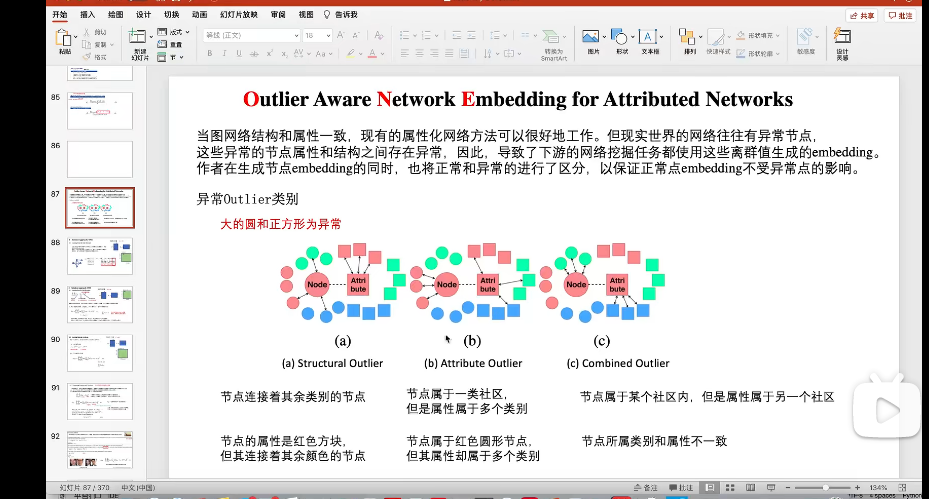 开始 插入 绘图 设计 切换 动画 幻灯片放映 审阅 视图 告诉我
共享 批注
粘贴 剪切 复制 格式
新建
幻灯片
版式 重置 节
等线 (正文) 18
转换为
SmartArt
图片 形状 文本框 排列 快速样式 形状填充 形状轮廓 敏感度 设计
灵感
85
86
87
88
89
90
91
92
Outlier Aware Network Embedding for Attributed Networks
当图网络结构和属性一致，现有的属性化网络方法可以很好地工作。但现实世界的网络往往有异常节点，
这些异常的节点属性和结构之间存在异常，因此，导致了下游的网络挖掘任务都使用这些离群值生成的embedding。
作者在生成节点embedding的同时，也将正常和异常的进行了区分，以保证正常点embedding不受异常点的影响。
异常Outlier类别
大的圆和正方形为异常
Node Attri
bute
Node Attri
bute
Node Attri
bute
(a) (b) (c)
(a) Structural Outlier (b) Attribute Outlier (c) Combined Outlier
节点连接着其余类别的节点
节点属于一类社区，
但是属性属于多个类别
节点属于某个社区内，但是属性属于另一个社区
节点的属性是红色方块，
但其连接着其余颜色的节点
节点属于红色圆形节点，
但其属性却属于多个类别
节点所属类别和属性不一致
幻灯片 87 / 370 中文(中国) 备注 批注 134%